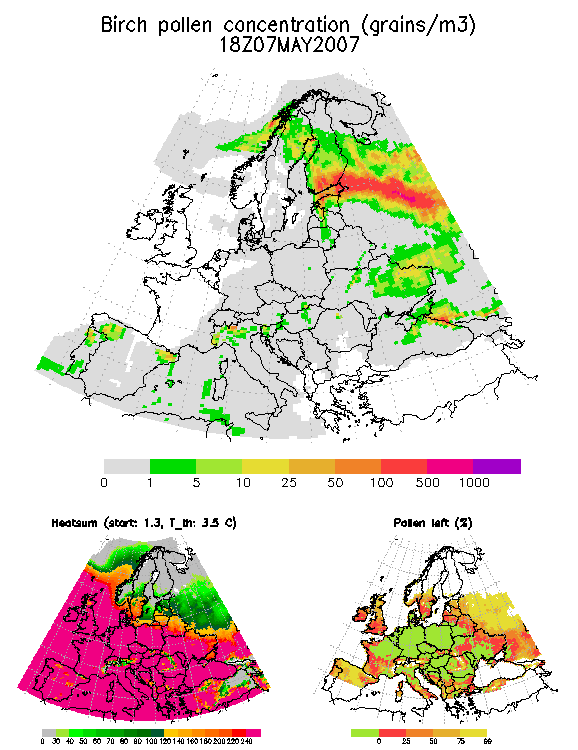 Birch pollen concentration (grains/m3)
18Z07MAY2007
0 1 5 10 25 50 100 500 1000
Heatsum (start: 1.3, T_th: 3.5 C)
Pollen left (%)
0 30 40 50 60 70 80 90 100 110 120 140 160 180 200 220 240
0 25 50 75 99